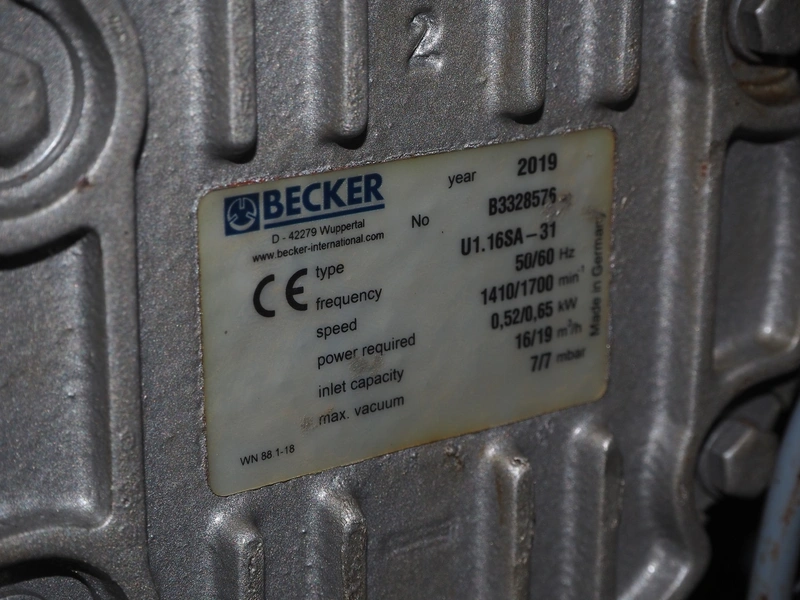 2
BECKER
D - 42279 Wuppertal
www.becker-international.com
year 2019
No B3328576
type U1.16SA-31
frequency 50/60 Hz
speed 1410/1700 min⁻¹
power required 0,52/0,65 kW
inlet capacity 16/19 m³/h
max. vacuum 7/7 mbar
CE
Made in Germany
WN 88 1-18